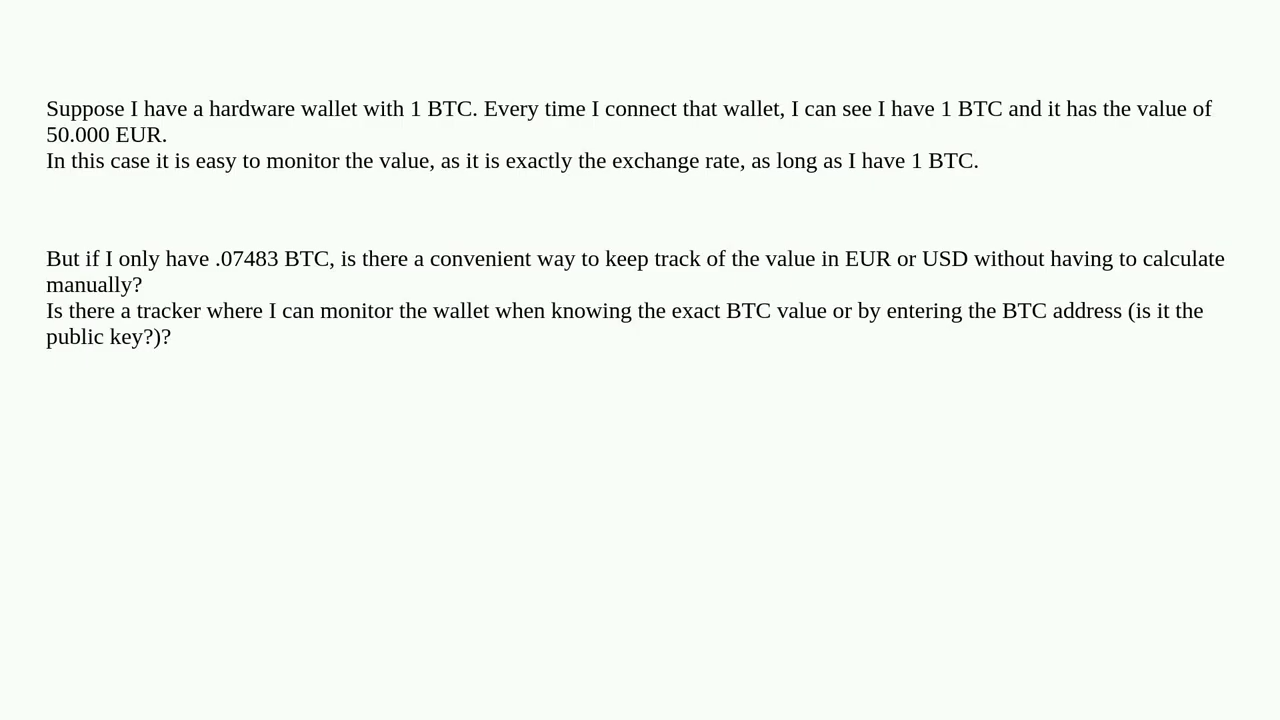 Suppose I have a hardware wallet with 1 BTC. Every time I connect that wallet, I can see I have 1 BTC and it has the value of
50.000 EUR.
In this case it is easy to monitor the value, as it is exactly the exchange rate, as long as I have 1 BTC.
But if I only have .07483 BTC, is there a convenient way to keep track of the value in EUR or USD without having to calculate
manually?
Is there a tracker where I can monitor the wallet when knowing the exact BTC value or by entering the BTC address (is it the
public key?)?